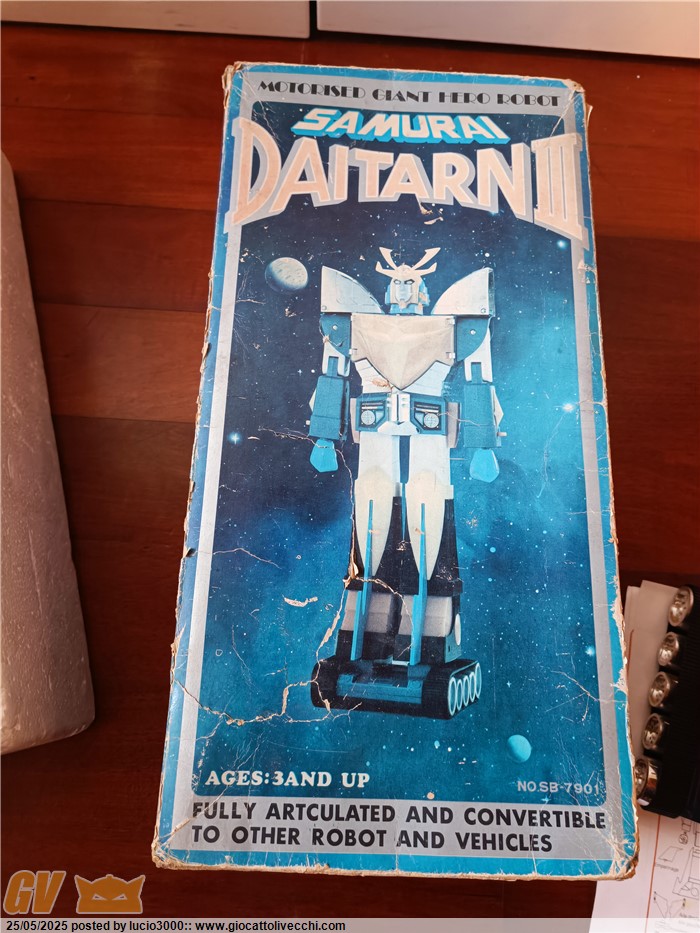 MOTORISED GIANT HERO ROBOT
SAMURAI
DAITARN III
AGES:3AND UP
NO.SB-7901
FULLY ARTCULATED AND CONVERTIBLE
TO OTHER ROBOT AND VEHICLES
GV
25/05/2025 posted by lucio3000:: www.giocattolivecchi.com